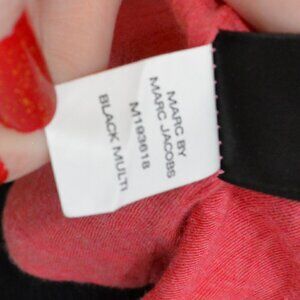 MARC BY
MARC JACOBS
M193618
BLACK MULTI